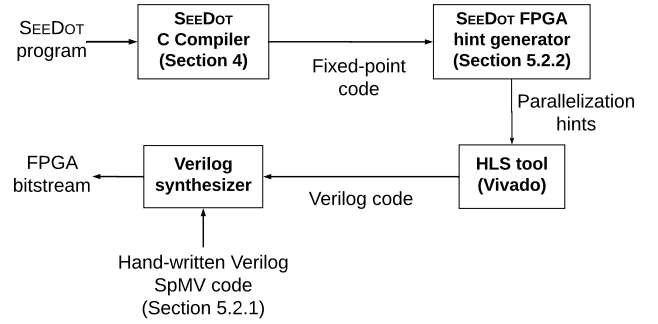 SEEDOT
program
SEEDOT
C Compiler
(Section 4)
Fixed-point
code
SEEDOT FPGA
hint generator
(Section 5.2.2)
Parallelization
hints
HLS tool
(Vivado)
Verilog code
Verilog
synthesizer
FPGA
bitstream
Hand-written Verilog
SpMV code
(Section 5.2.1)